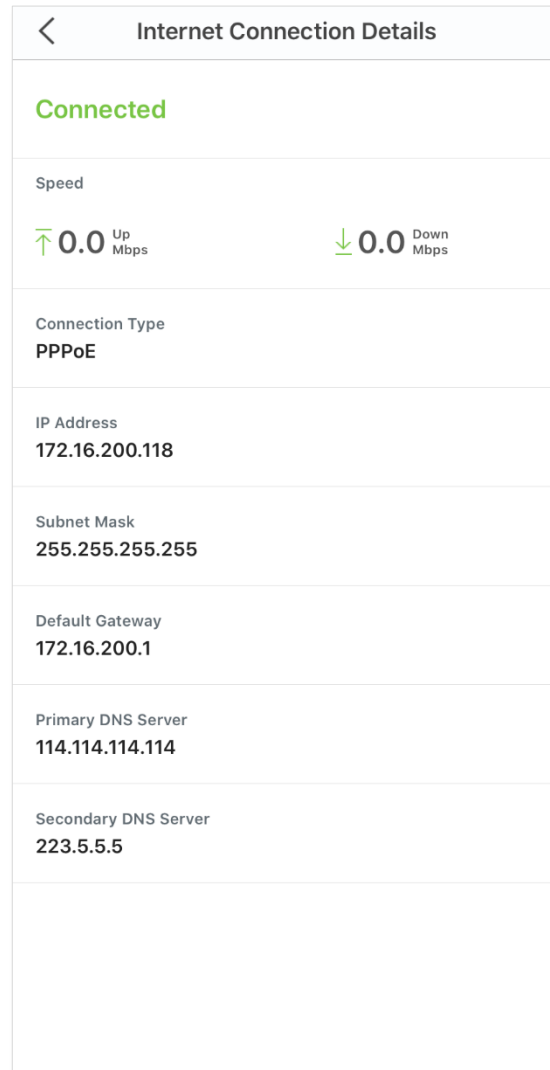 Internet Connection Details
Connected
Speed
0.0 Up Mbps 0.0 Down Mbps
Connection Type
PPPoE
IP Address
172.16.200.118
Subnet Mask
255.255.255.255
Default Gateway
172.16.200.1
Primary DNS Server
114.114.114.114
Secondary DNS Server
223.5.5.5